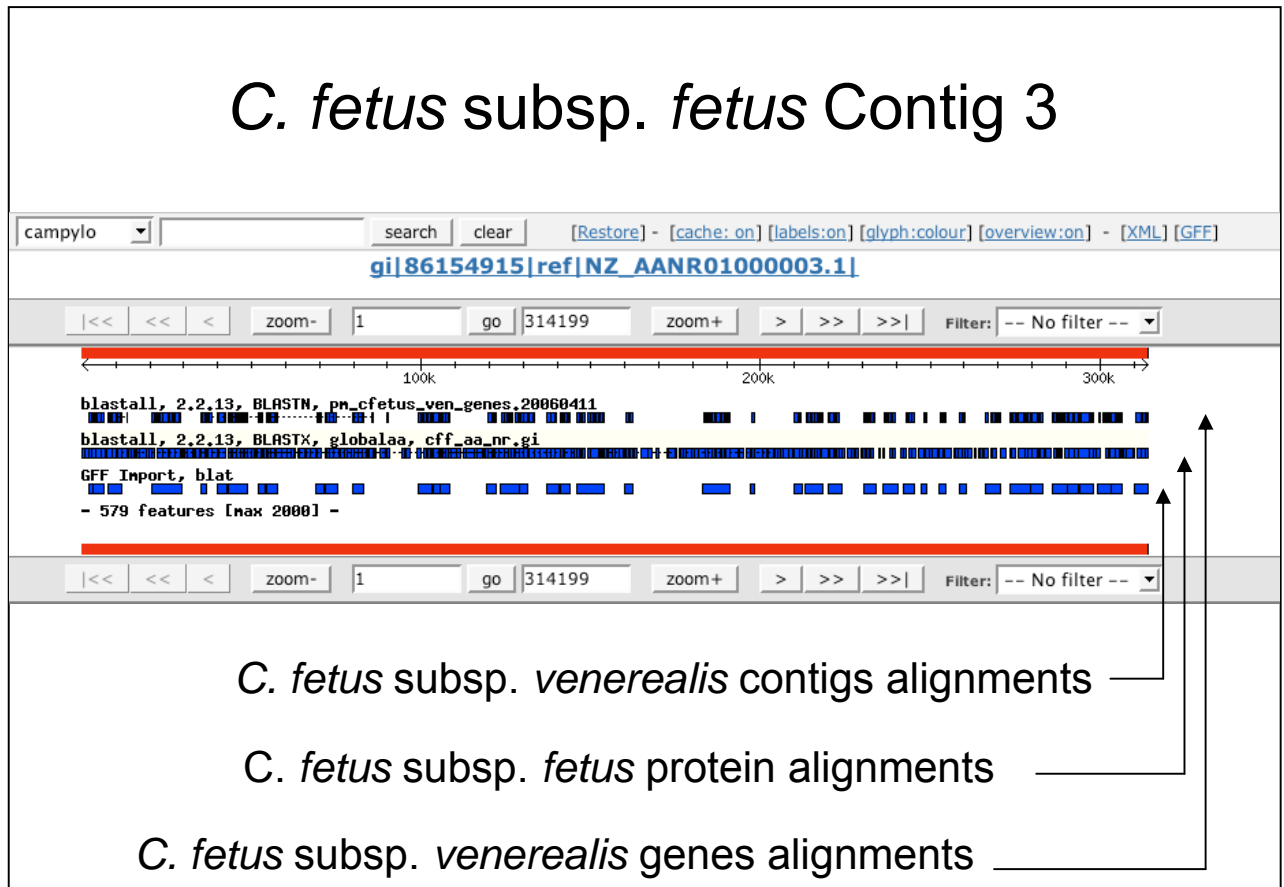 C. fetus subsp. fetus Contig 3
campylo search clear [Restore] - [cache: on] [labels:on] [glyph:colour] [overview:on] - [XML] [GFF]
gi|86154915|ref|NZ_AANR01000003.1|
|<< << < zoom- 1 go 314199 zoom+ > >> >>| Filter: -- No filter --
100k 200k 300k
blastall, 2.2.13, BLASTN, pm_cfetus_ven_genes.20060411
blastall, 2.2.13, BLASTX, globalaa, cff_aa_nr.gi
GFF Import, blat
- 579 features [max 2000] -
|<< << < zoom- 1 go 314199 zoom+ > >> >>| Filter: -- No filter --
C. fetus subsp. venerealis contigs alignments
C. fetus subsp. fetus protein alignments
C. fetus subsp. venerealis genes alignments